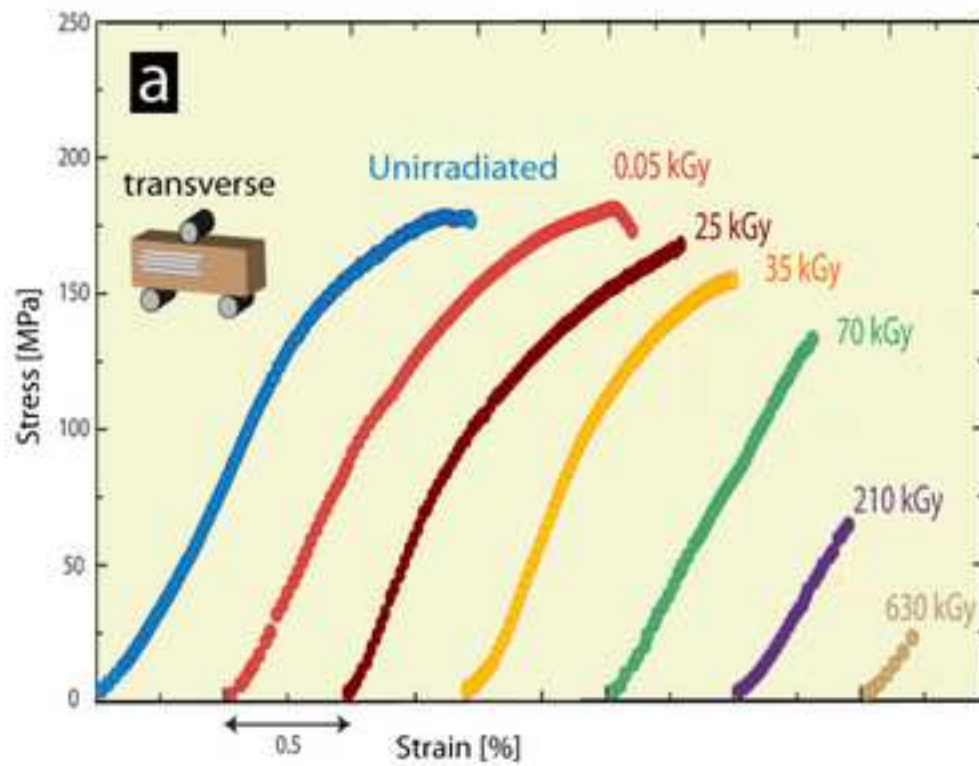 250
a
200
Unirradiated
0.05 kGy
transverse
25 kGy
35 kGy
150
70 kGy
Stress [MPa]
100
210 kGy
50
630 kGy
0
0.5
Strain [%]